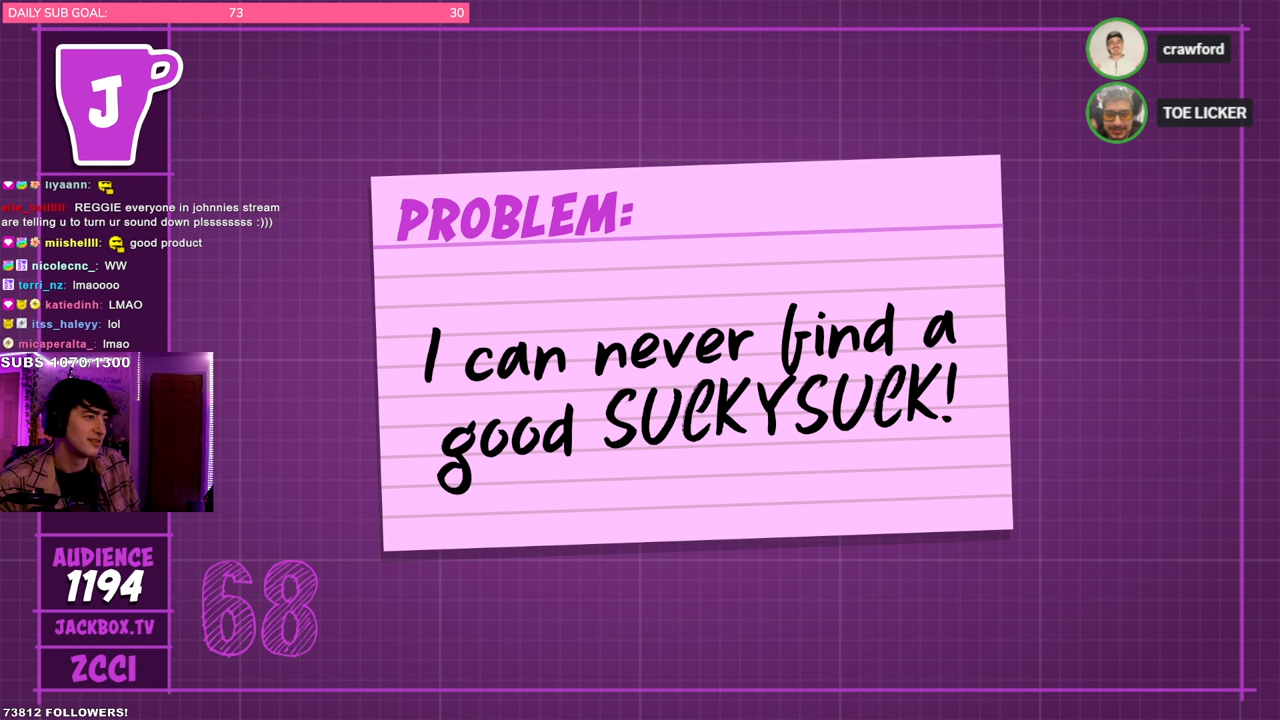 DAILY SUB GOAL: 73 30
crawford
TOE LICKER
J
liyaann:
REGGIE everyone in johnnies stream
are telling u to turn ur sound down plsssssss :)))
miishellll: good product
nicolecnc_: WW
terri_nz: lmaoooo
katiedinh: LMAO
itss_haleyy: lol
micaperalta_: lmao
SUBS 1070/1300
PROBLEM:
I can never find a
good SUCKYSUCK!
AUDIENCE
1194
JACKBOX.TV
ZCCI
68
73812 FOLLOWERS!